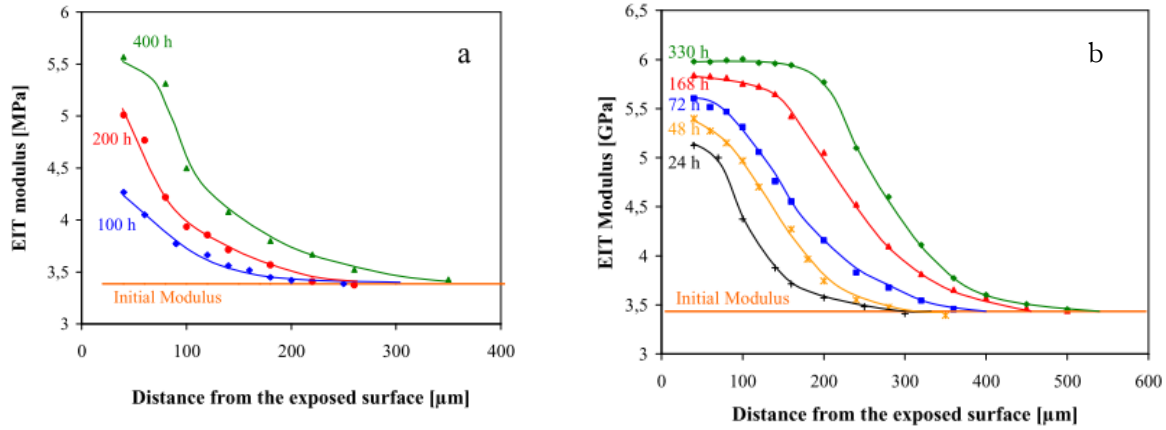 6
5,5
5
4,5
4
3,5
3
EIT modulus [MPa]
400 h
200 h
100 h
a
Initial Modulus
0
100
200
300
400
Distance from the exposed surface [µm]
6,5
6
5,5
5
4,5
4
3,5
3
EIT Modulus [GPa]
330 h
168 h
72 h
48 h
24 h
b
Initial Modulus
0
100
200
300
400
500
600
Distance from the exposed surface [µm]